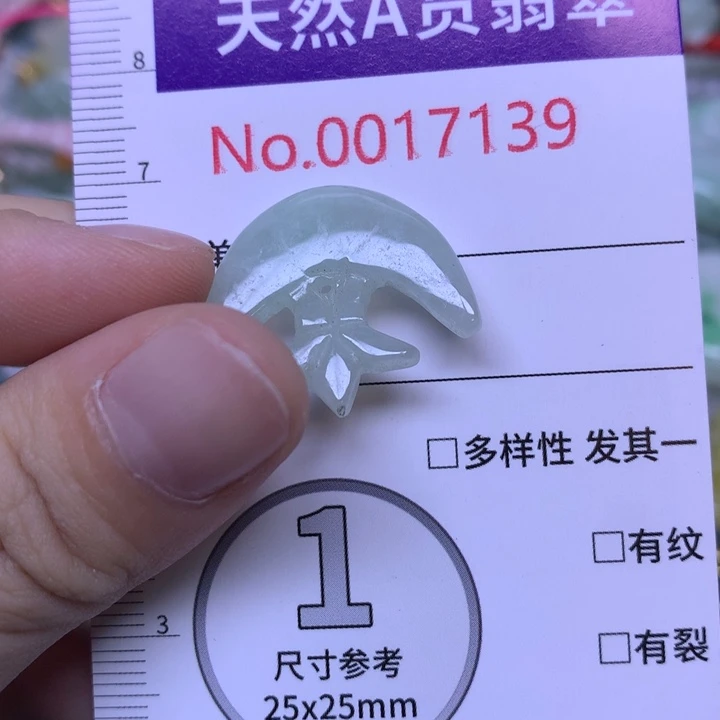 天然A货翡翠
8
No.0017139
7
□多样性 发其一
□有纹
□有裂
3
1
尺寸参考
25x25mm